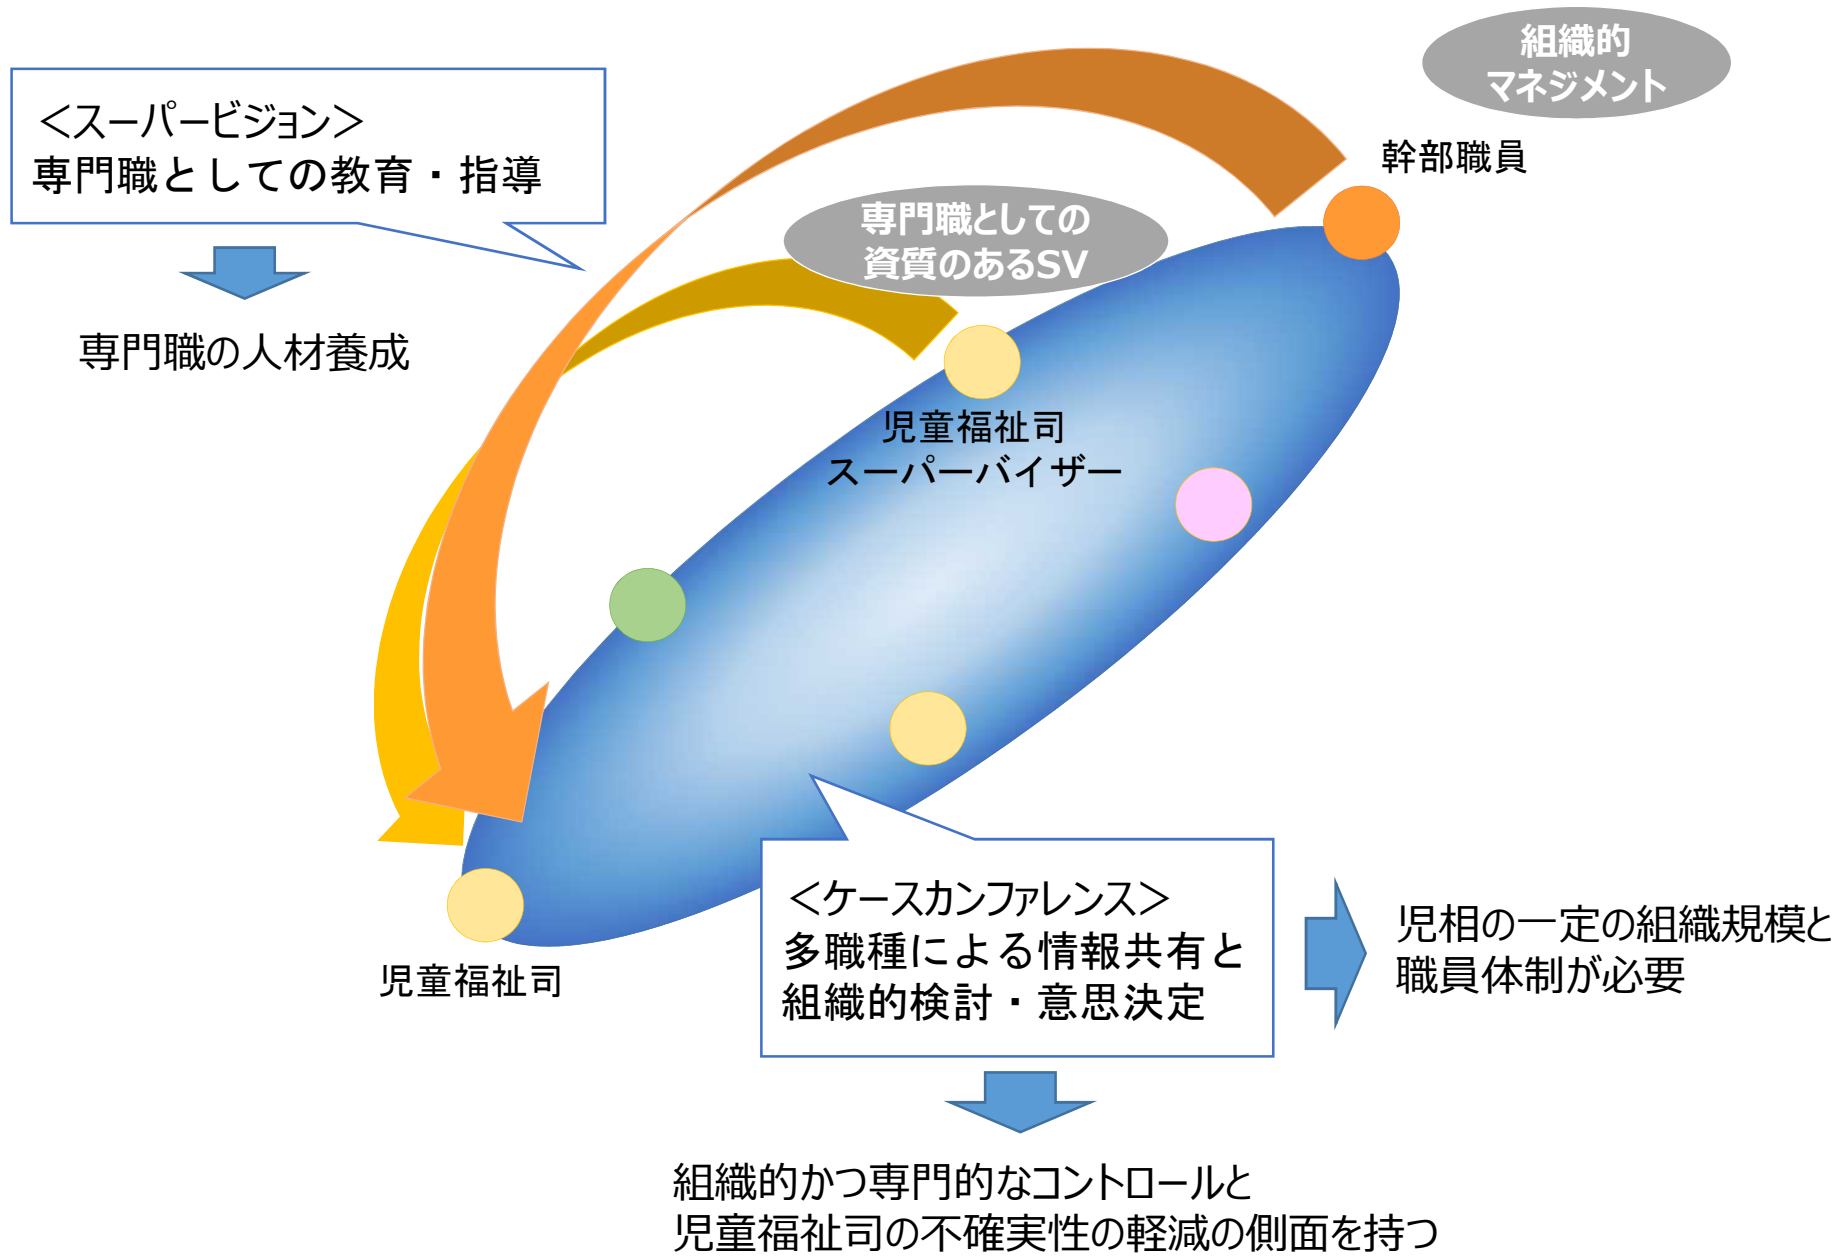 組織的
マネジメント
幹部職員
＜スーパービジョン＞
専門職としての教育・指導
専門職の人材養成
専門職としての
資質のあるSV
児童福祉司
スーパーバイザー
児童福祉司
＜ケースカンファレンス＞
多職種による情報共有と
組織的検討・意思決定
児相の一定の組織規模と
職員体制が必要
組織的かつ専門的なコントロールと
児童福祉司の不確実性の軽減の側面を持つ